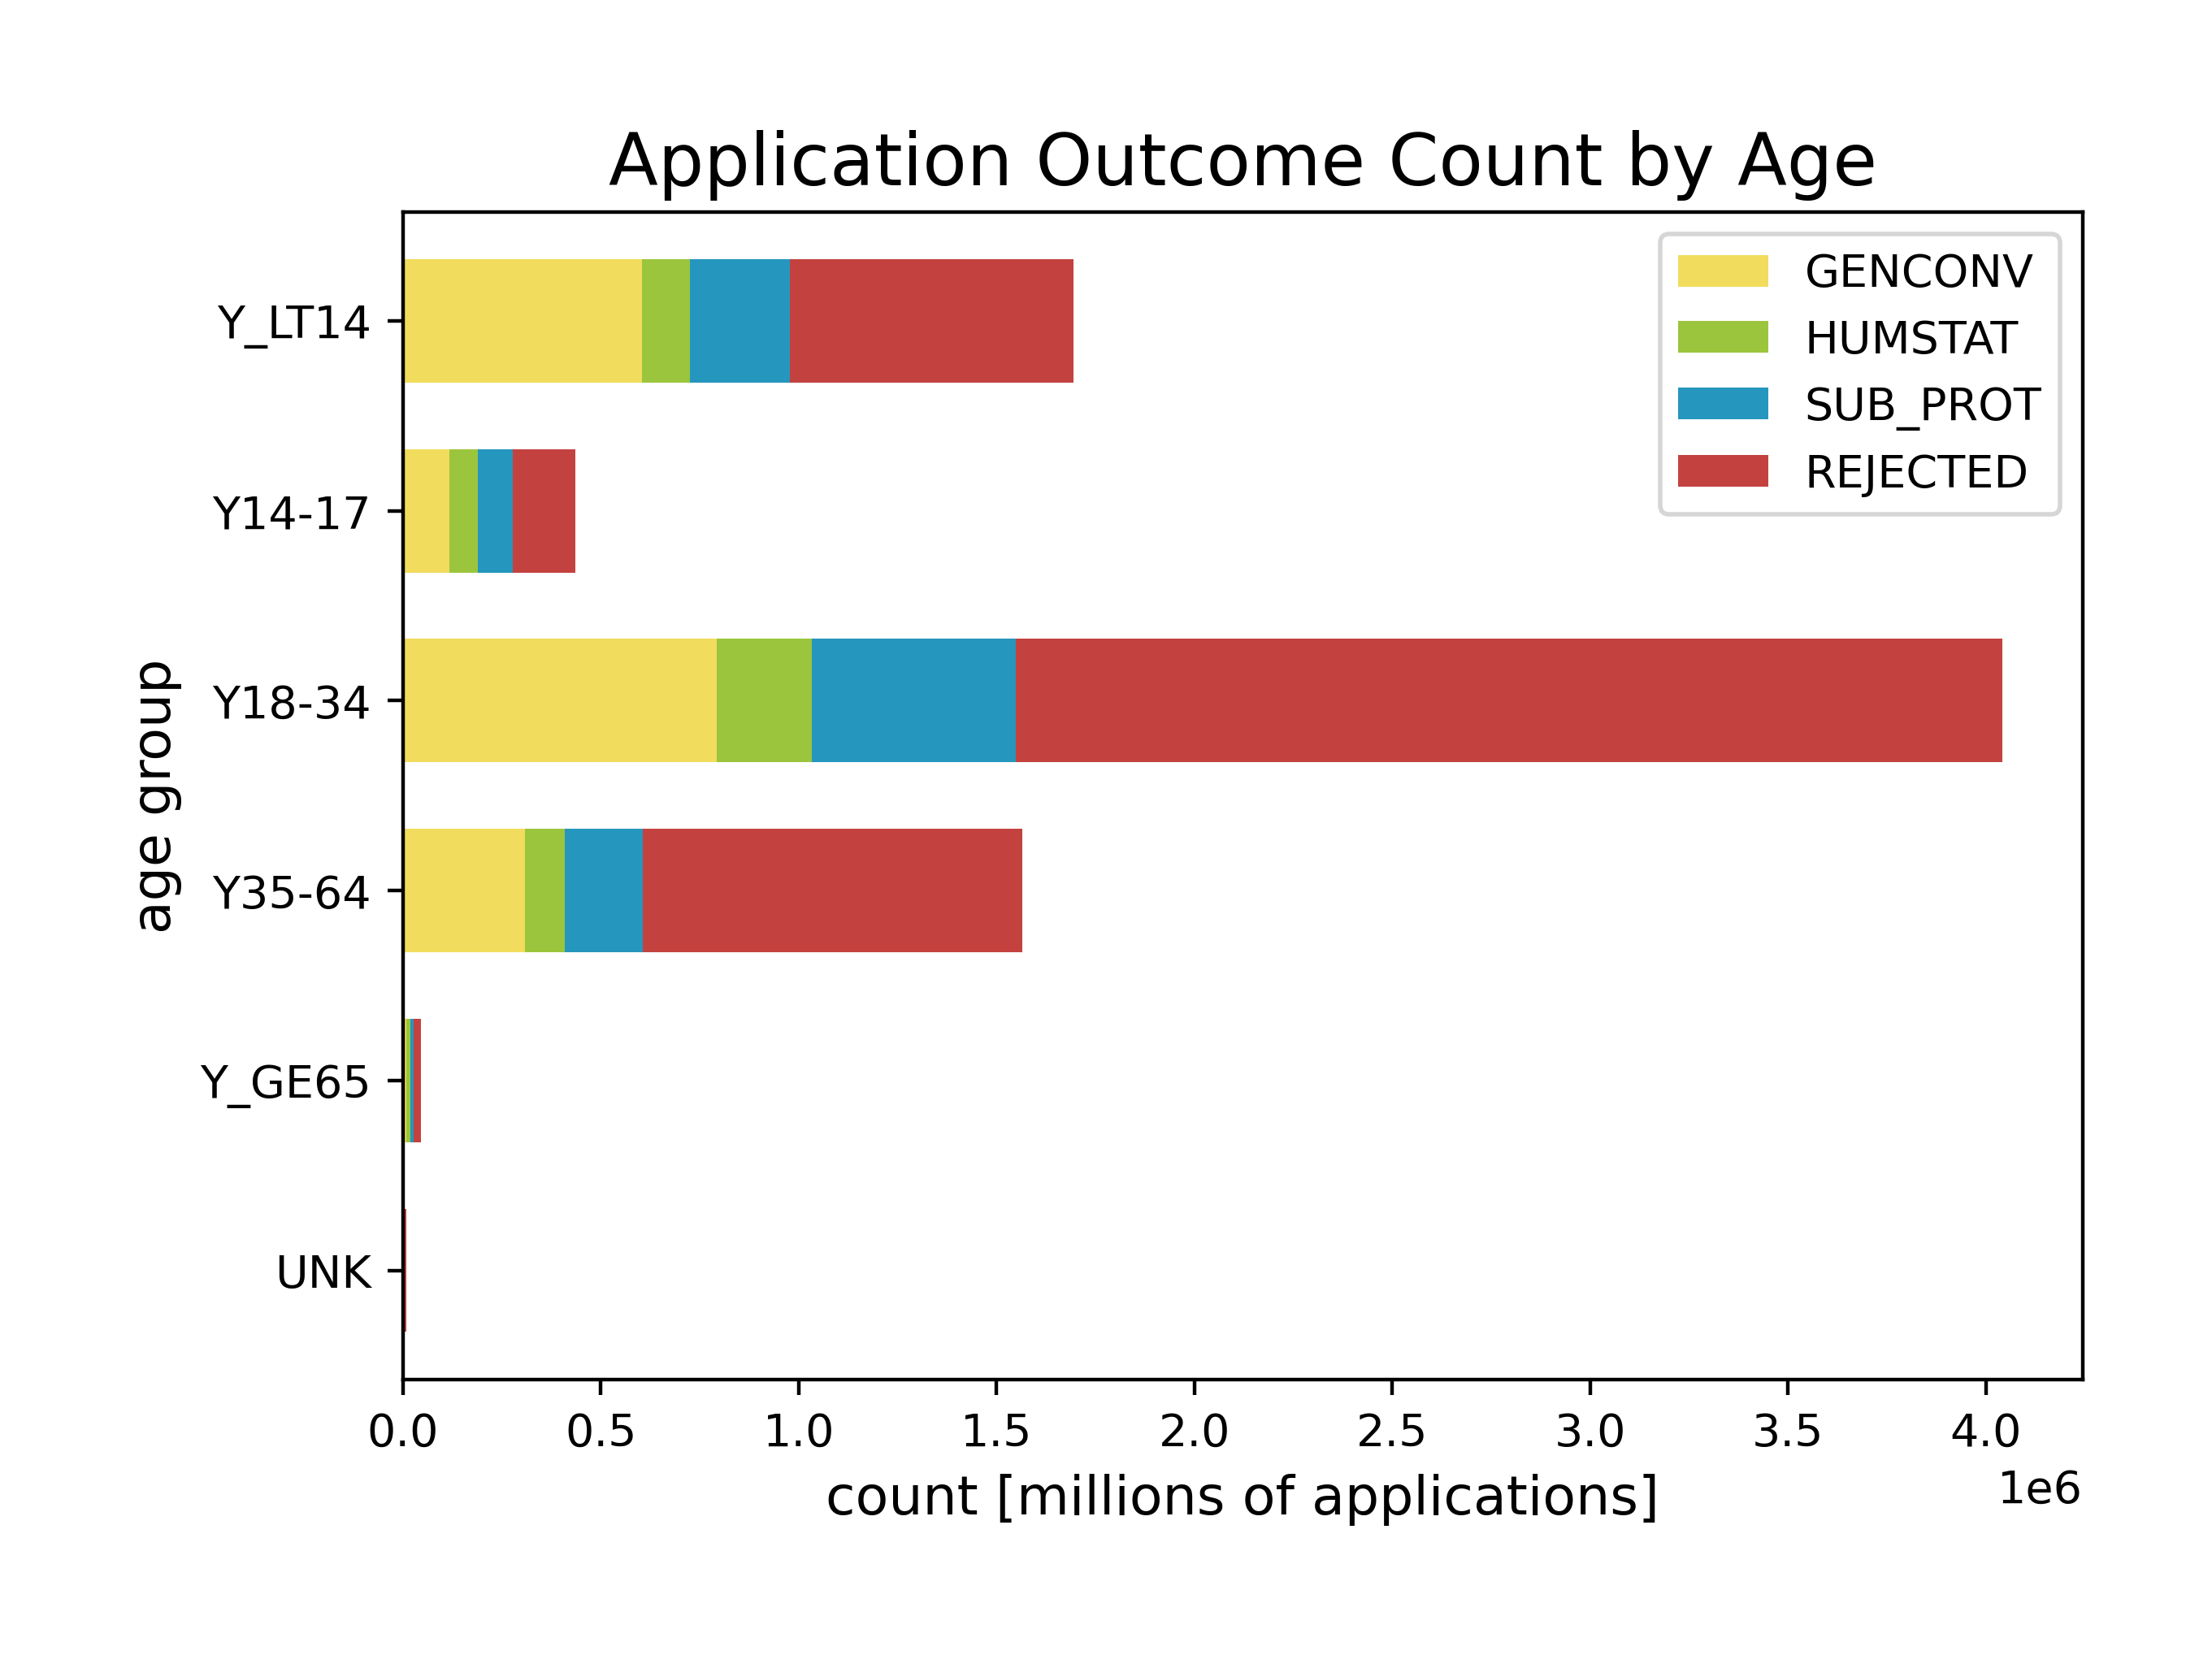 Application Outcome Count by Age
GENCONV
HUMSTAT
SUB_PROT
REJECTED
age group
Y_LT14
Y14-17
Y18-34
Y35-64
Y_GE65
UNK
0.0 0.5 1.0 1.5 2.0 2.5 3.0 3.5 4.0
1e6
count [millions of applications]